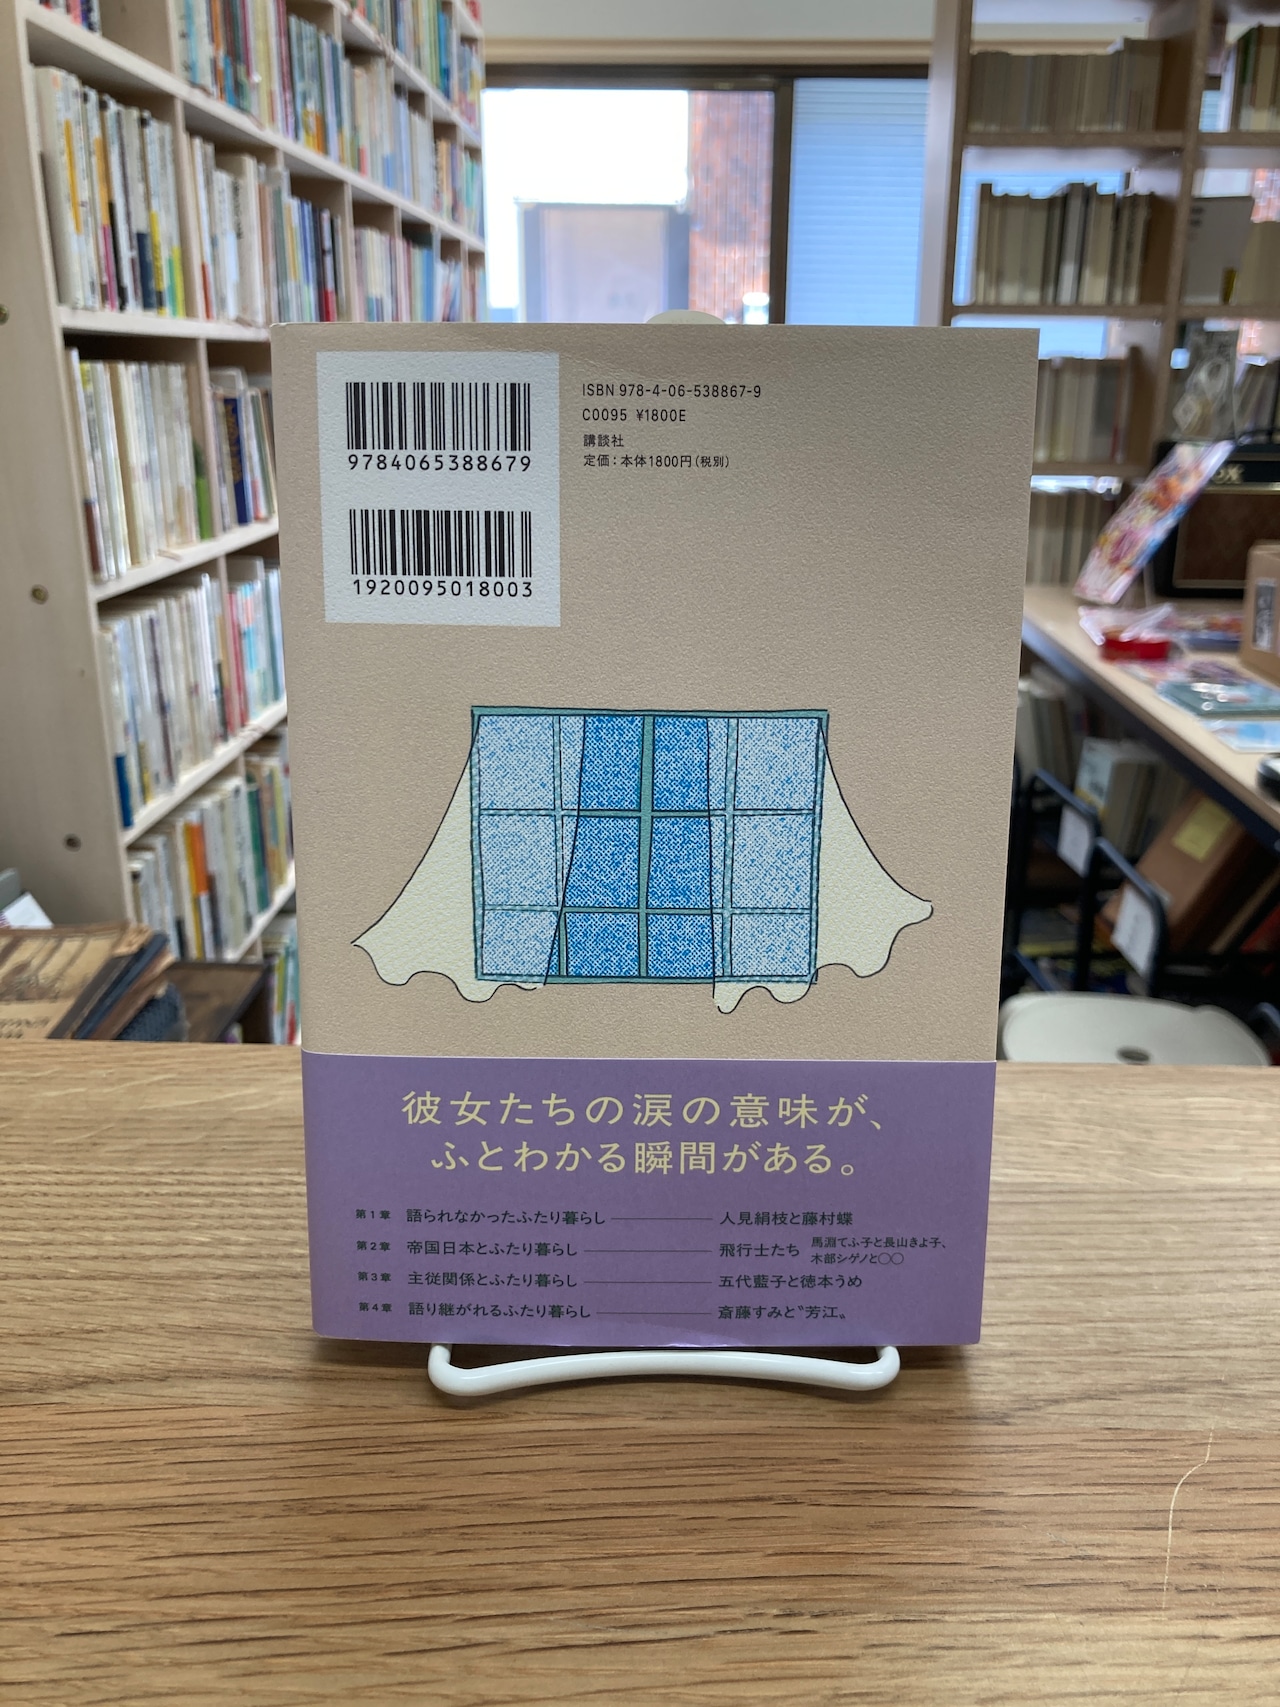 9784065388679
1920095018003
ISBN 978-4-06-538867-9
C0095 ¥1800E
講談社
定価：本体1800円（税別）
彼女たちの涙の意味が、
ふとわかる瞬間がある。
第1章 語られなかったふたり暮らし 人見絹枝と藤村蝶
第2章 帝国日本とふたり暮らし 飛行士たち 馬淵てふ子と長山きよ子、
木部シゲノと○○
第3章 主従関係とふたり暮らし 五代藍子と徳本うめ
第4章 語り継がれるふたり暮らし 斎藤すみと〝芳江〟